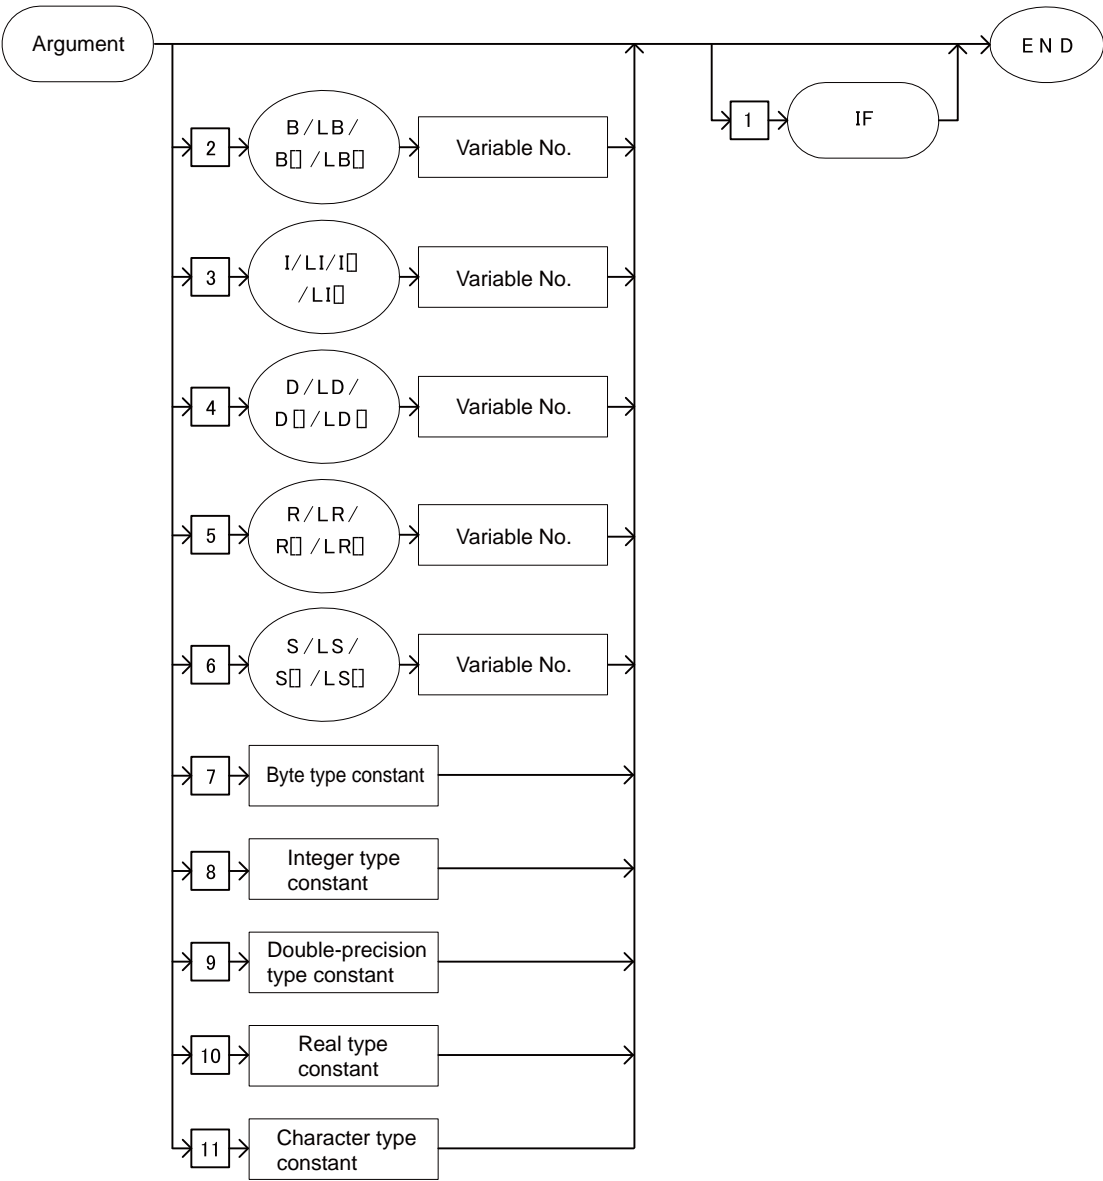 Argument
END
1
IF
2
B/LB/
B[] /LB[]
Variable No.
3
I/LI/I[]
/LI[]
Variable No.
4
D/LD/
D[] /LD[]
Variable No.
5
R/LR/
R[] /LR[]
Variable No.
6
S/LS/
S[] /LS[]
Variable No.
7
Byte type constant
8
Integer type
constant
9
Double-precision
type constant
10
Real type
constant
11
Character type
constant